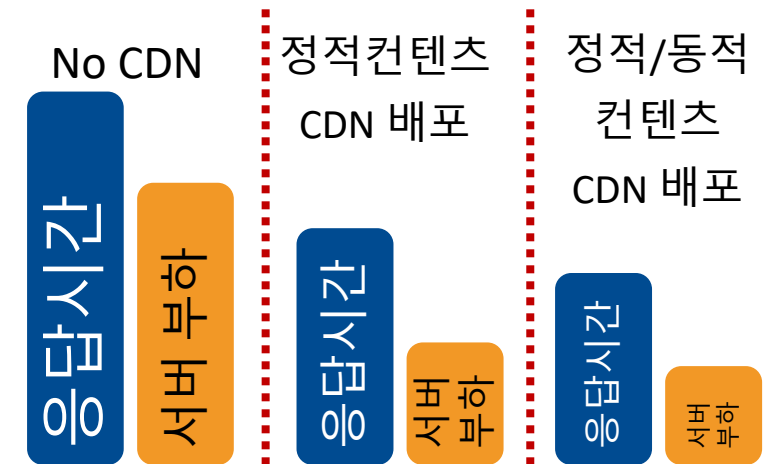 No CDN
응답시간
서버 부하
정적컨텐츠
CDN 배포
응답시간
서버
부하
정적/동적
컨텐츠
CDN 배포
응답시간
서버
부하